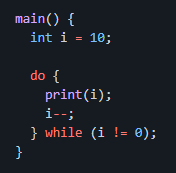 main() {
  int i = 10;

  do {
    print(i);
    i--;
  } while (i != 0);
}